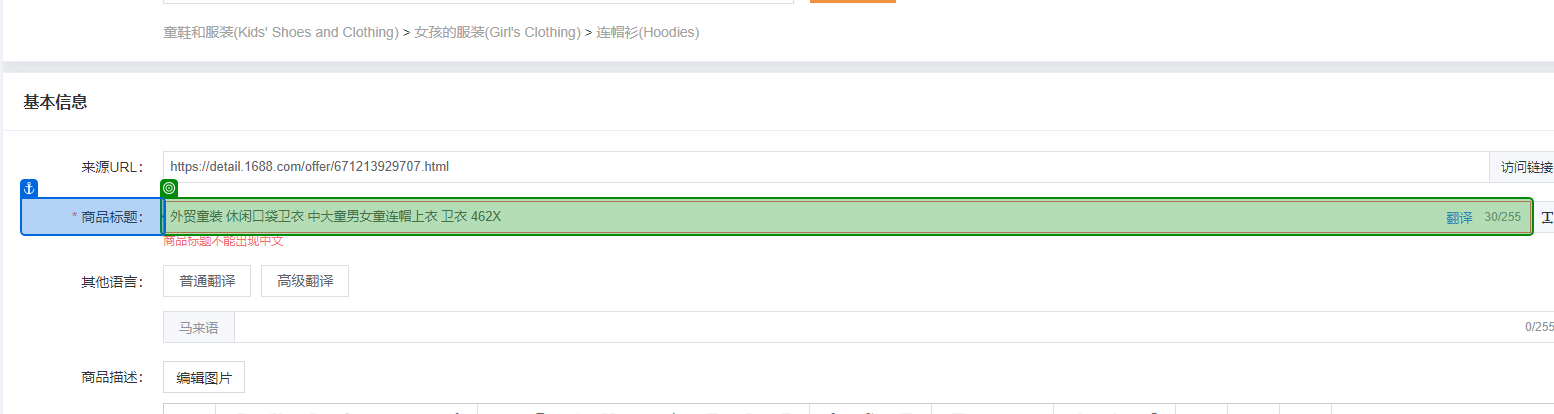 童鞋和服装(Kids' Shoes and Clothing) > 女孩的服装(Girl's Clothing) > 连帽衫(Hoodies)
基本信息
来源URL： https://detail.1688.com/offer/671213929707.html 访问链接
* 商品标题： 外贸童装 休闲口袋卫衣 中大童男女童连帽上衣 卫衣 462X 翻译 30/255
商品标题不能出现中文
其他语言： 普通翻译 高级翻译
马来语 0/255
商品描述： 编辑图片